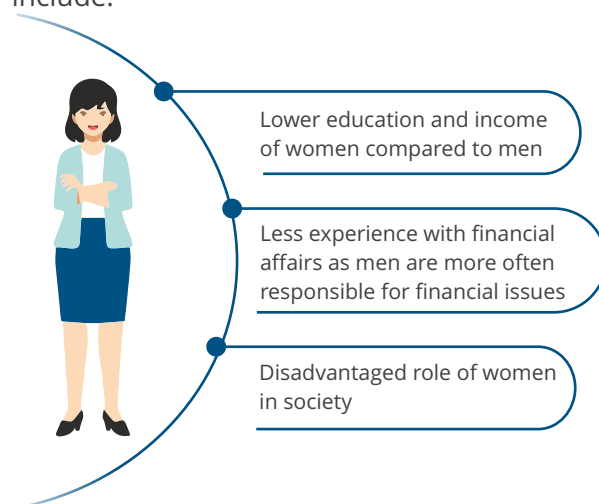 include:
Lower education and income
of women compared to men
Less experience with financial
affairs as men are more often
responsible for financial issues
Disadvantaged role of women
in society